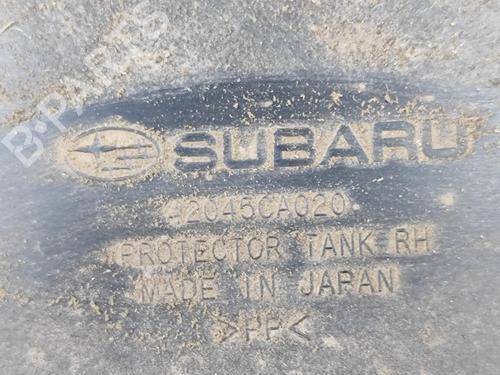 B-PARTS
SUBARU
42045CA020
PROTECTOR TANK RH
MADE IN JAPAN
>PP<